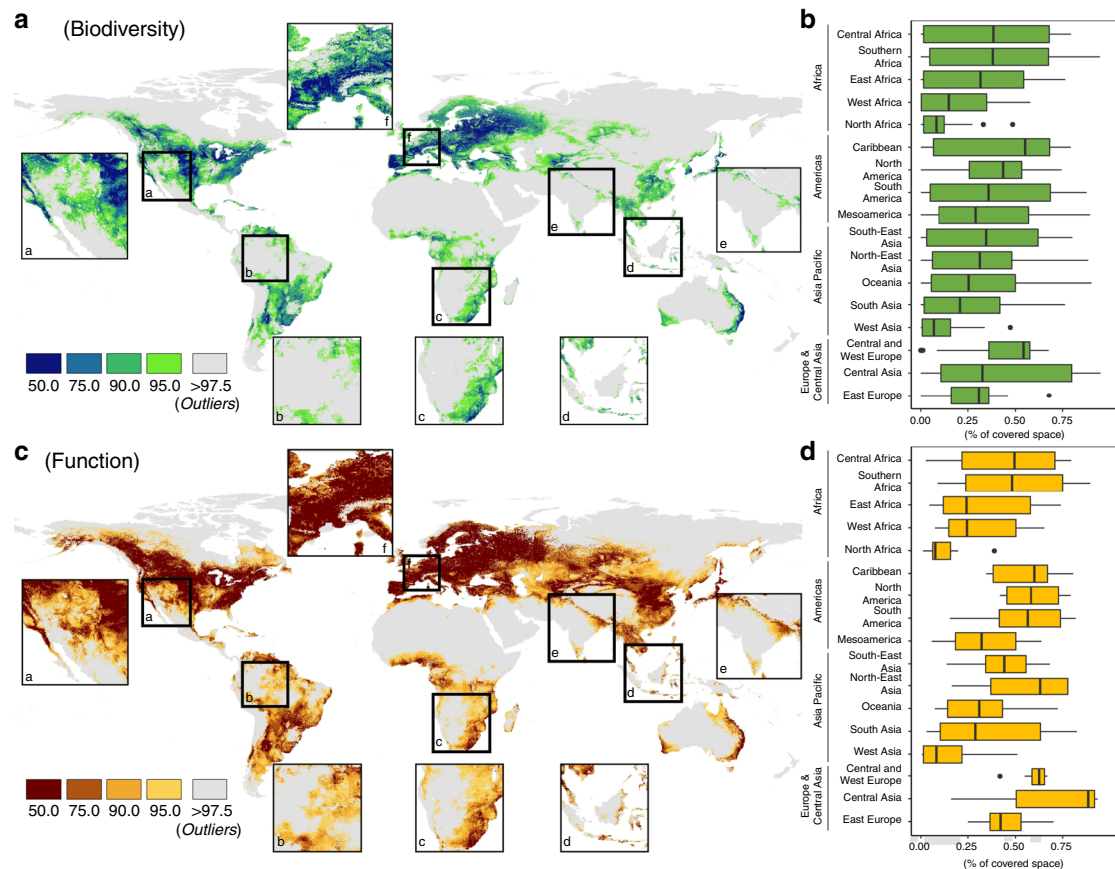 a
(Biodiversity)
f
f
a
a
e
e
b
d
c
50.0 75.0 90.0 95.0 >97.5
(Outliers)
b
c
d
b
Africa
Central Africa
Southern
Africa
East Africa
West Africa
North Africa
Americas
Caribbean
North
America
South
America
Mesoamerica
Asia Pacific
South-East
Asia
North-East
Asia
Oceania
South Asia
West Asia
Europe &
Central Asia
Central and
West Europe
Central Asia
East Europe
0.00 0.25 0.50 0.75
(% of covered space)
c
(Function)
f
f
a
a
e
e
b
d
c
50.0 75.0 90.0 95.0 >97.5
(Outliers)
b
c
d
d
Africa
Central Africa
Southern
Africa
East Africa
West Africa
North Africa
Americas
Caribbean
North
America
South
America
Mesoamerica
Asia Pacific
South-East
Asia
North-East
Asia
Oceania
South Asia
West Asia
Europe &
Central Asia
Central and
West Europe
Central Asia
East Europe
0.00 0.25 0.50 0.75
(% of covered space)